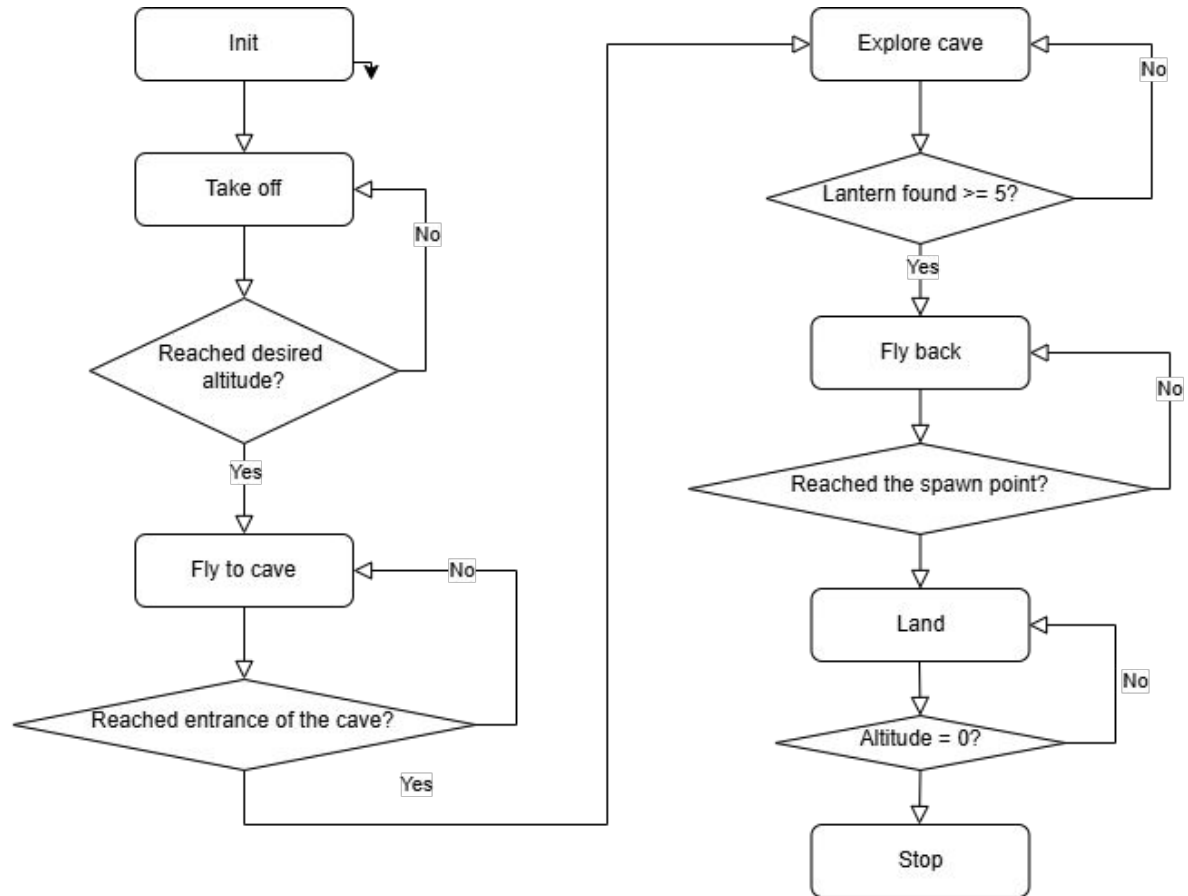 Init
Take off
No
Reached desired
altitude?
Yes
Fly to cave
No
Reached entrance of the cave?
Yes
Explore cave
No
Lantern found >= 5?
Yes
Fly back
No
Reached the spawn point?
Land
No
Altitude = 0?
Stop